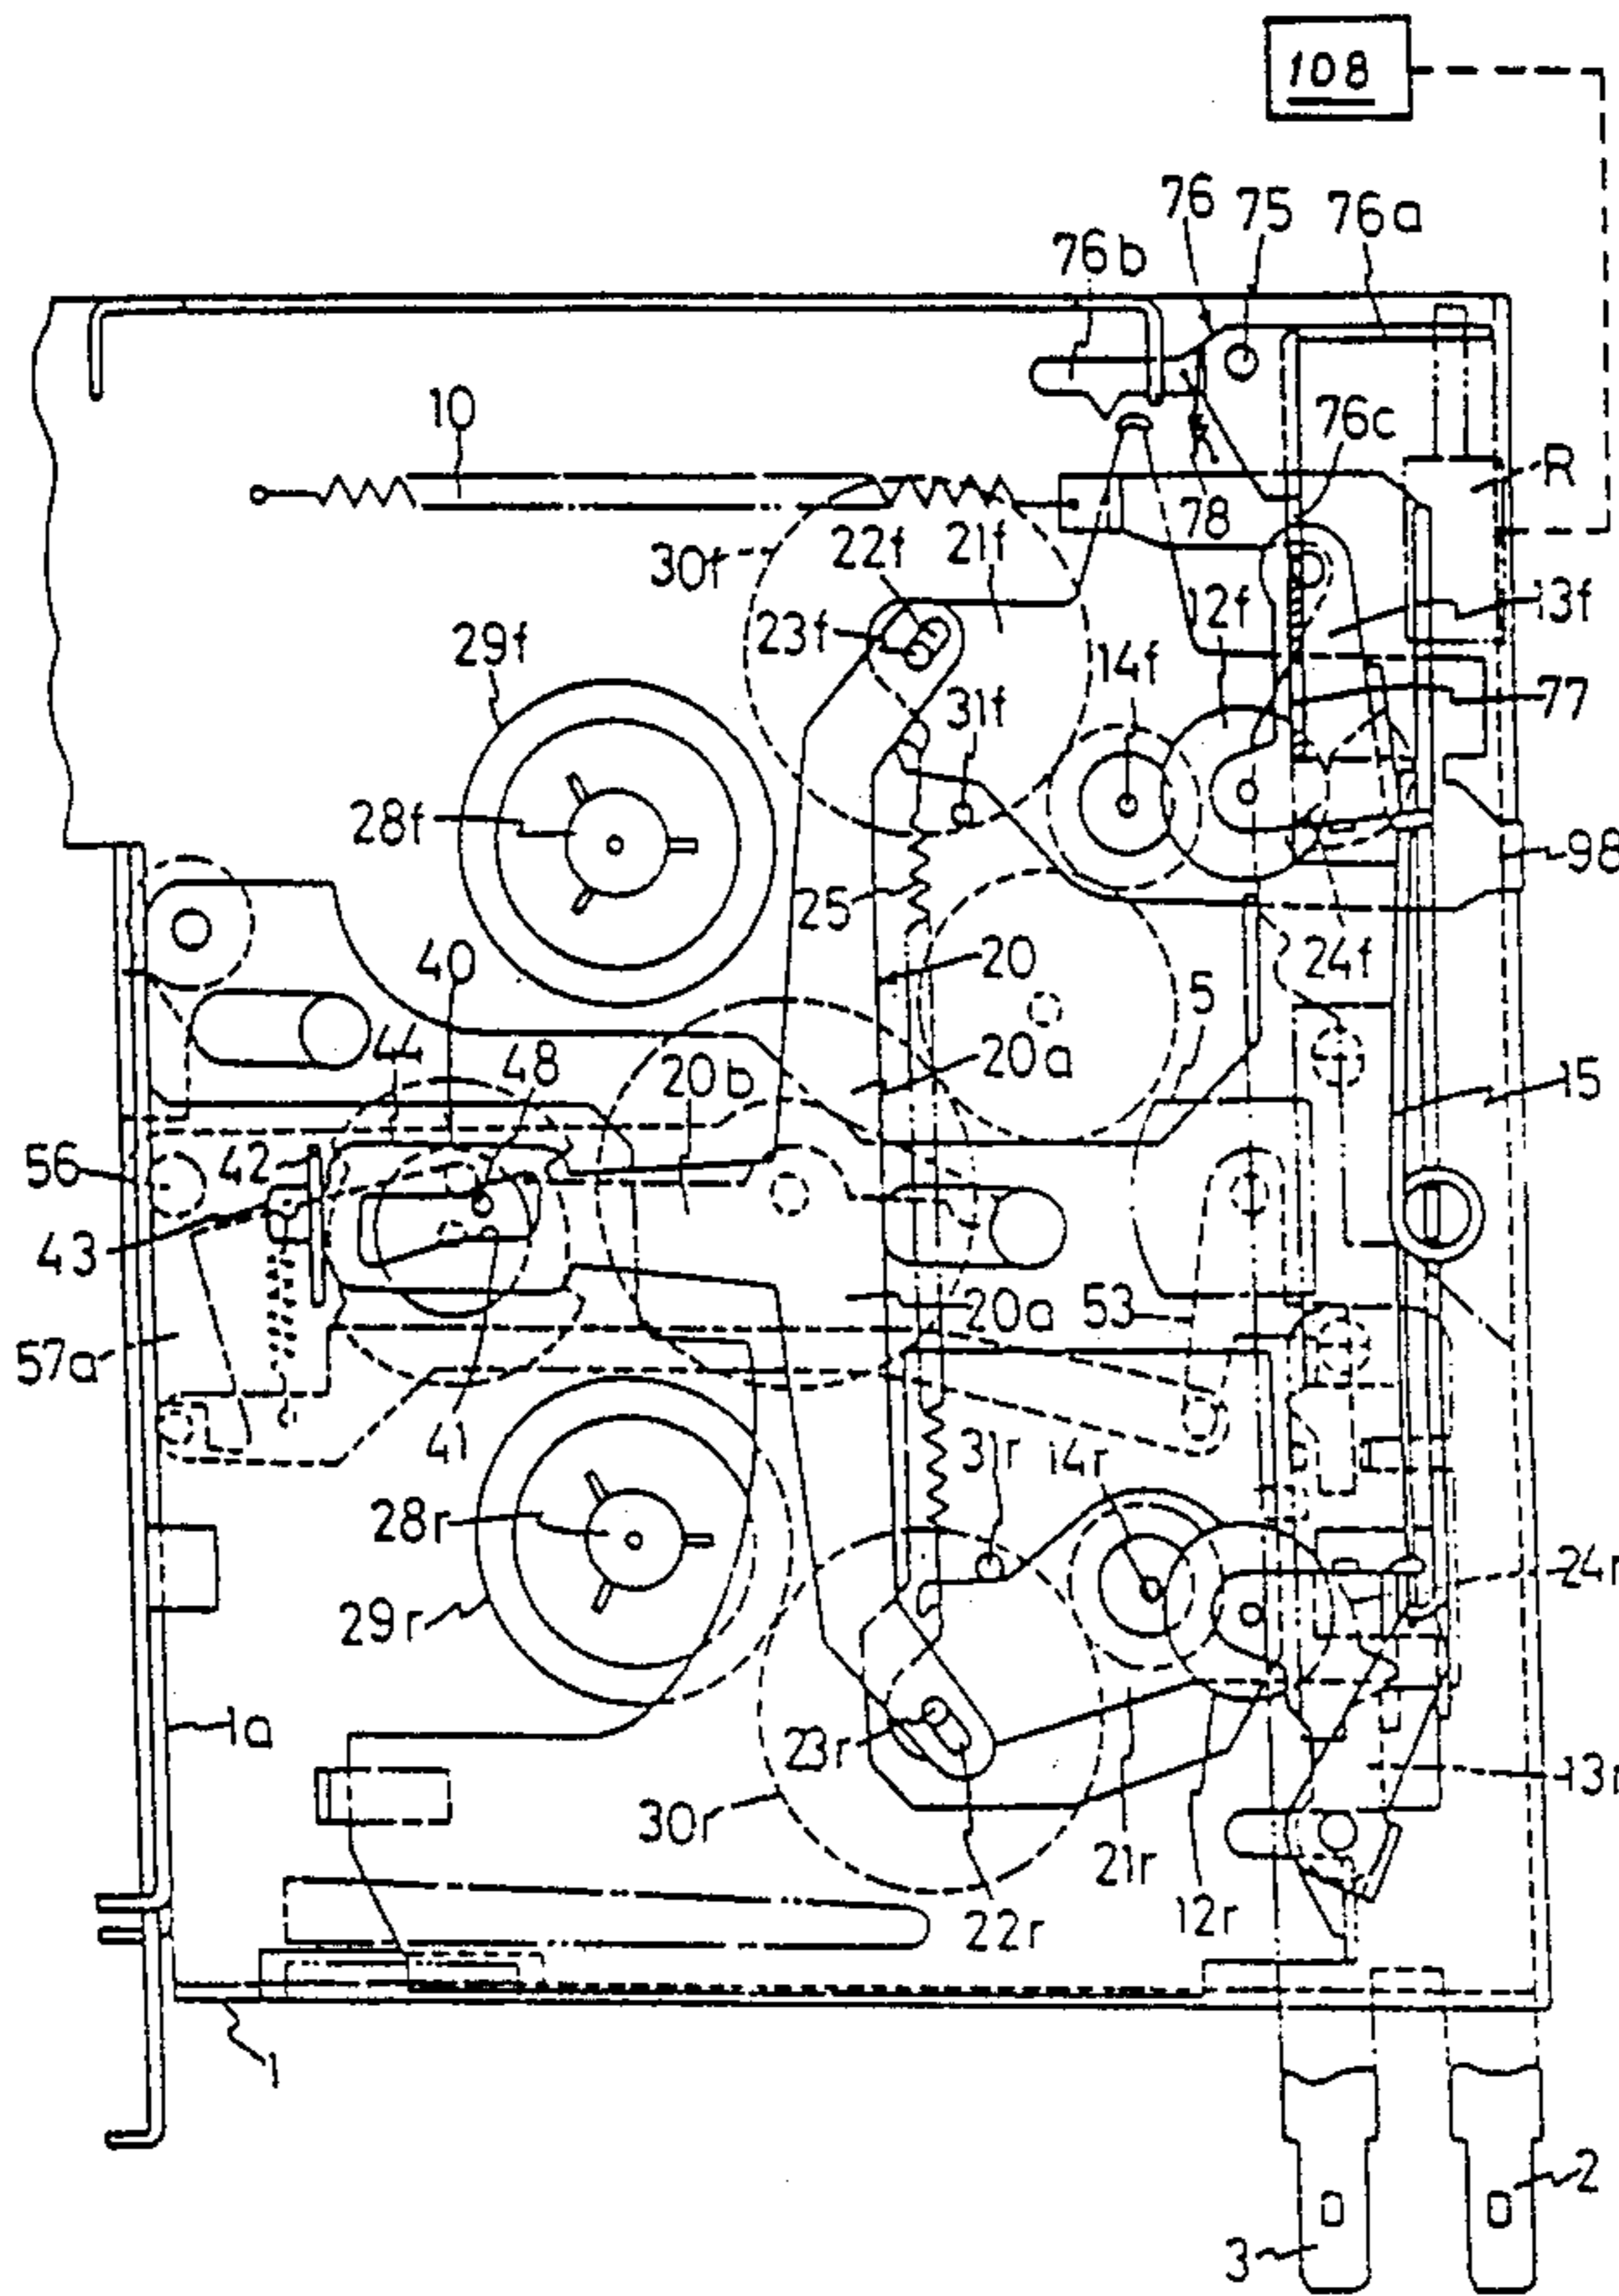 108
76 75 76a
76b
10
76c
R
78
30f 22f 21f
12f 13f
23f
29f 14f
31f 77
28f
98
25
40 20 24f
5
44 48 20b 20a 15
42
56
43
20a 53
57a
41
31r 14r
28r
24r
29r
1a
23r 13r
30r
21r
22r 12r
1
2
3